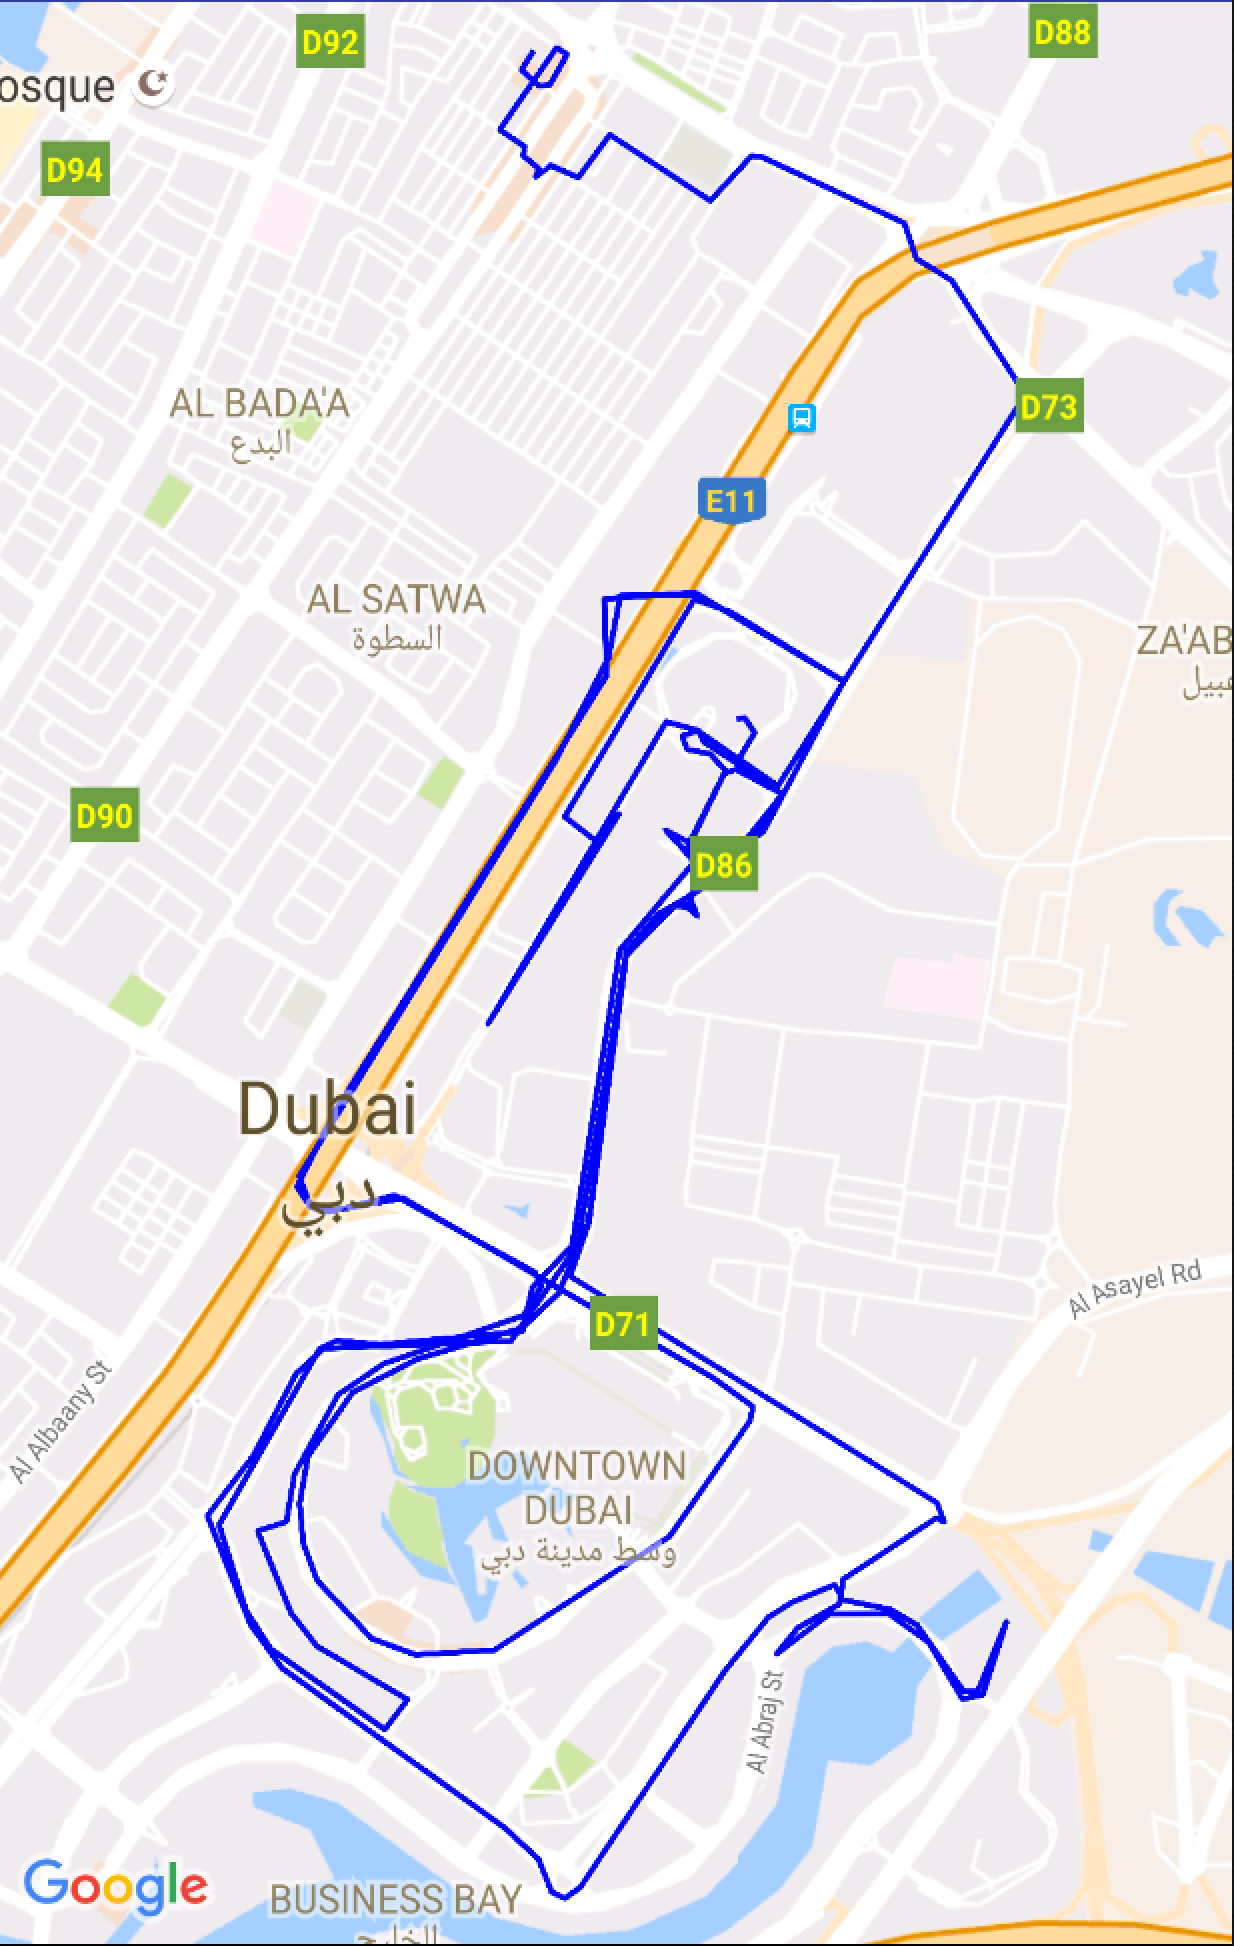 D92
D88
osque
D94
AL BADA'A
البدع
D73
E11
AL SATWA
السطوة
ZA'AB
عبيل
D90
D86
Dubai
دبي
Al Asayel Rd
D71
Al Albaany St
DOWNTOWN
DUBAI
وسط مدينة دبي
Al Abraj St
Google
BUSINESS BAY
الخليج